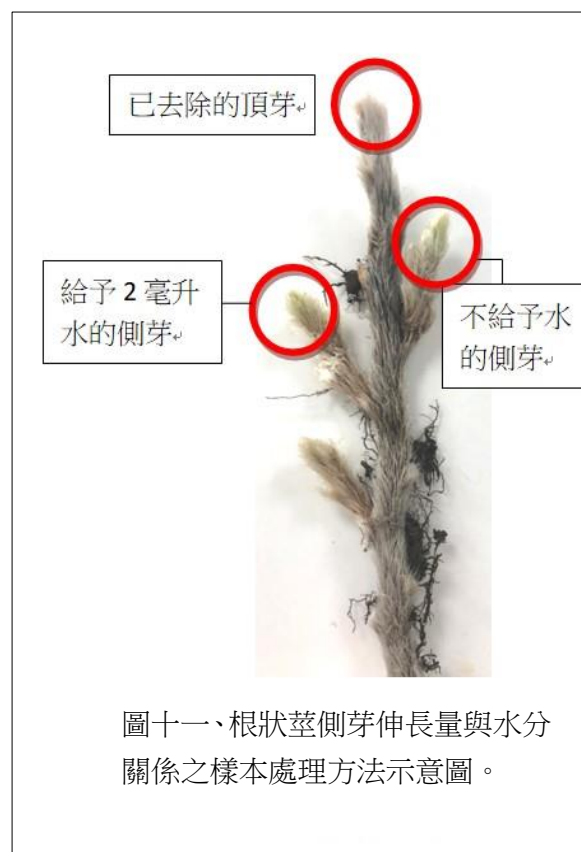 已去除的頂芽
給予 2 毫升
水的側芽
不給予水
的側芽
圖十一、根狀莖側芽伸長量與水分
關係之樣本處理方法示意圖。